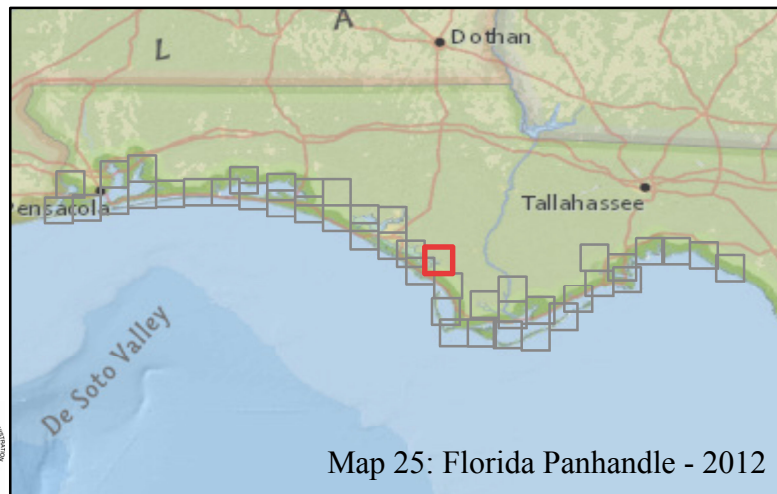 L A
Dothan
Pensacola
Tallahassee
De Soto Valley
Map 25: Florida Panhandle - 2012